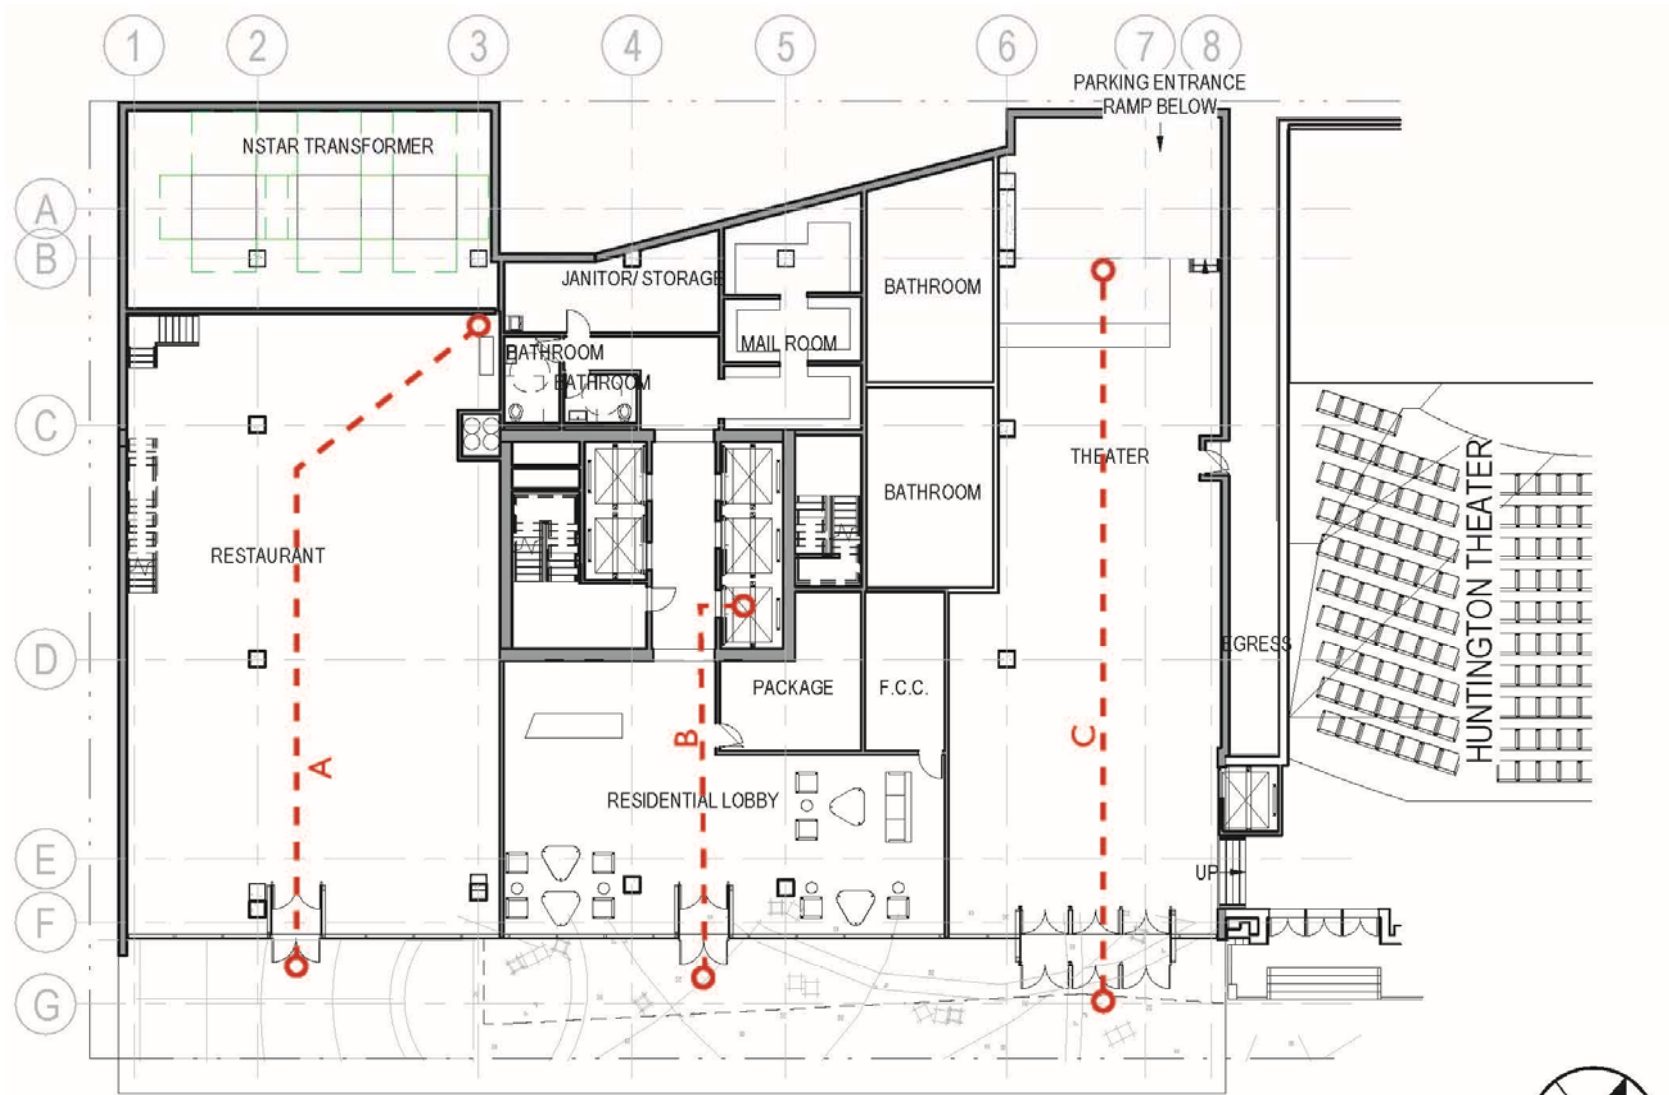 1 2 3 4 5 6 7 8
PARKING ENTRANCE
RAMP BELOW
NSTAR TRANSFORMER
A
B
JANITOR/ STORAGE
BATHROOM
MAIL ROOM
BATHROOM
BATHROOM
C
THEATER
BATHROOM
RESTAURANT
HUNTINGTON THEATER
EGRESS
D
PACKAGE
F.C.C.
A
B
C
RESIDENTIAL LOBBY
E
UP
F
G